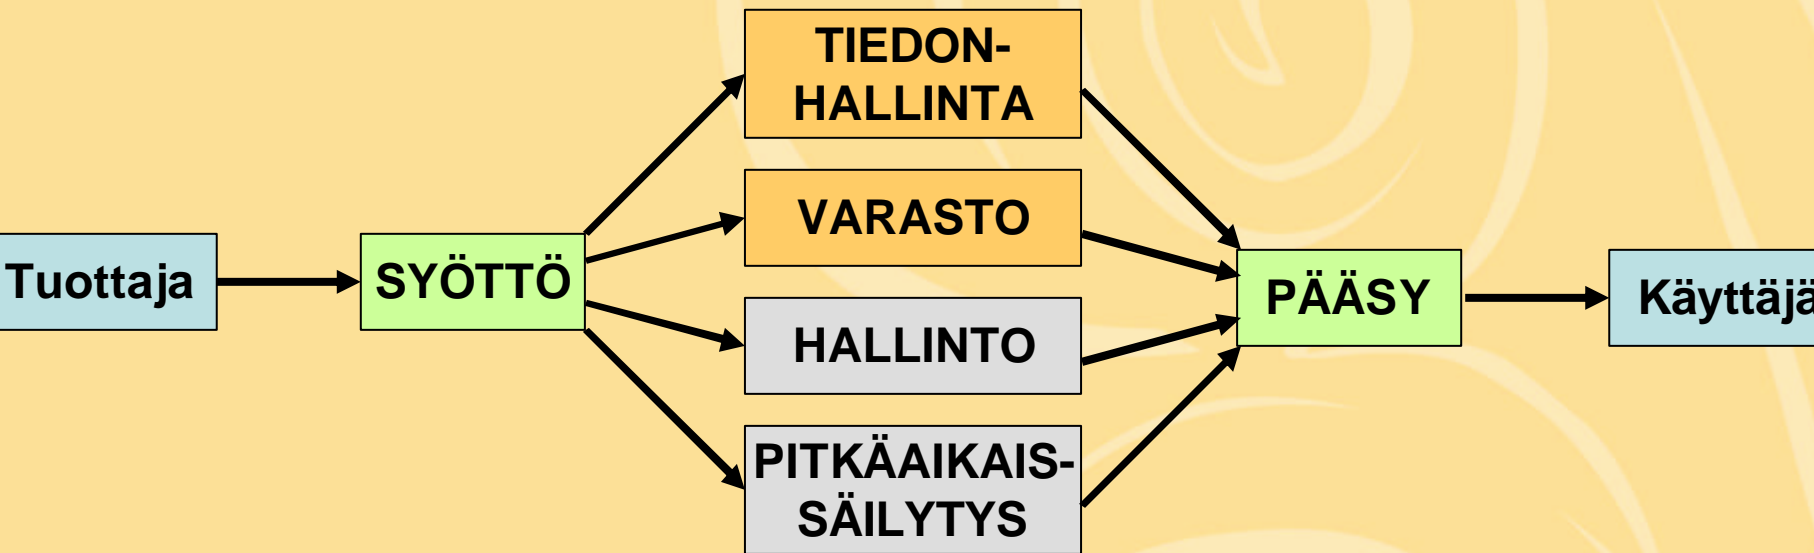 Tuottaja
SYÖTTÖ
TIEDON-
HALLINTA
VARASTO
HALLINTO
PITKÄAIKAIS-
SÄILYTYS
PÄÄSY
Käyttäjä